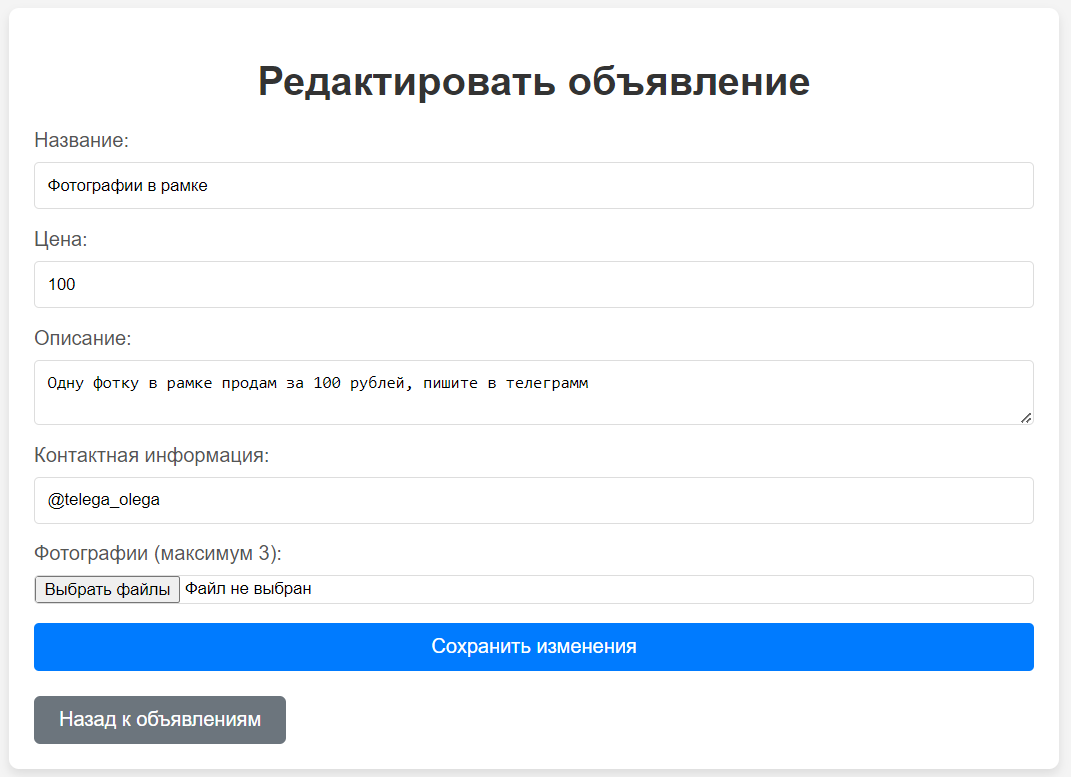 Редактировать объявление
Название:
Фотографии в рамке
Цена:
100
Описание:
Одну фотку в рамке продам за 100 рублей, пишите в телеграмм
Контактная информация:
@telega_olega
Фотографии (максимум 3):
Выбрать файлы Файл не выбран
Сохранить изменения
Назад к объявлениям